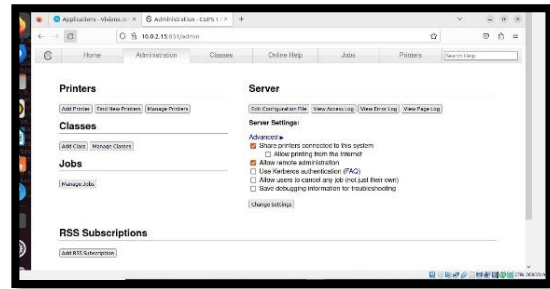 Applications - Visima
Administration - CUPS 1
10.0.2.15:631/admin
Home Administration Classes Online Help Jobs Printers Search Help
Printers
Add Printer Find New Printers Manage Printers
Classes
Add Class Manage Classes
Jobs
Manage Jobs
Server
Edit Configuration File View Access Log View Error Log View Page Log
Server Settings:
Advanced ▶
Share printers connected to this system
Allow printing from the Internet
Allow remote administration
Use Kerberos authentication (FAQ)
Allow users to cancel any job (not just their own)
Save debugging information for troubleshooting
Change Settings
RSS Subscriptions
Add RSS Subscription